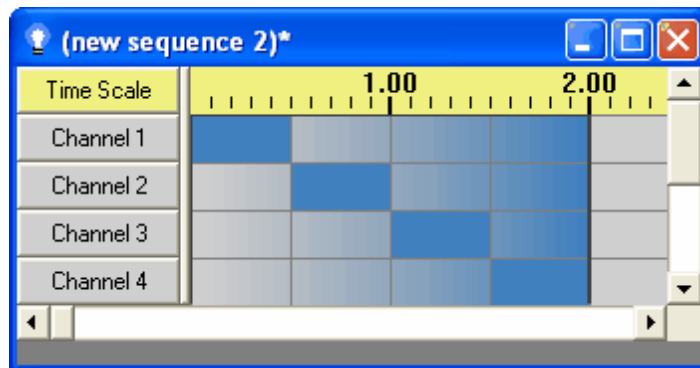 (new sequence 2)*
Time Scale 1.00 2.00
Channel 1
Channel 2
Channel 3
Channel 4